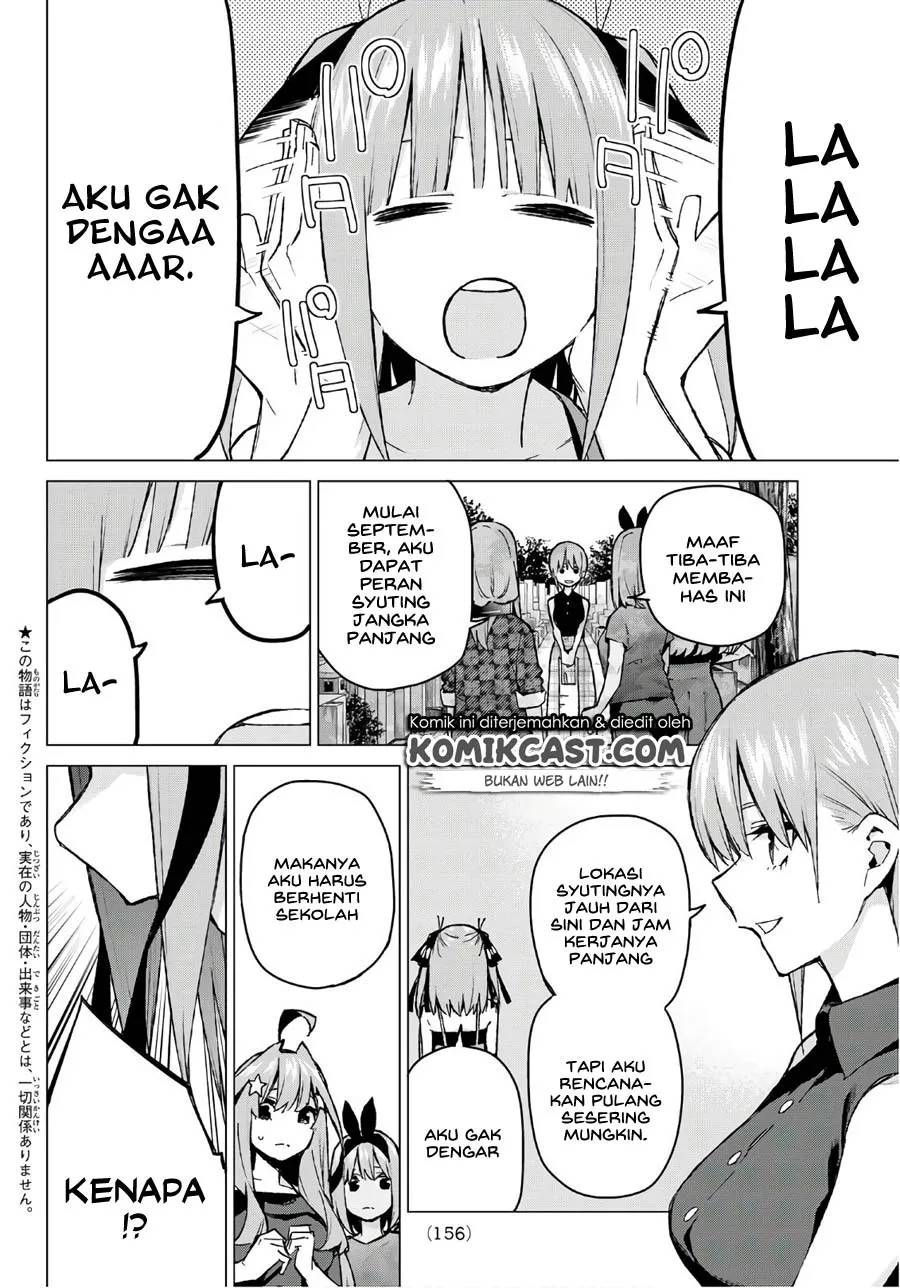 LA
LA
LA
LA
ラ
ラ
ラ
ラ
AKU GAK
DENGAA
AAAR.
MAAF
TIBA-TIBA
MEMBA-
HAS INI
MULAI
SEPTEM-
BER, AKU
DAPAT
PERAN
SYUTING
JANGKA
PANJANG
LA-
LA-
Komik ini diterjemahkan & diedit oleh
KOMIKCAST.COM
BUKAN WEB LAIN!!
LOKASI
SYUTINGNYA
JAUH DARI
SINI DAN JAM
KERJANYA
PANJANG
TAPI AKU
RENCANA-
KAN PULANG
SESERING
MUNGKIN.
AKU GAK
DENGAR
MAKANYA
AKU HARUS
BERHENTI
SEKOLAH
KENAPA
!?
★この物語はフィクションであり、実在の人物・団体・出来事などとは、一切関係ありません。
(156)